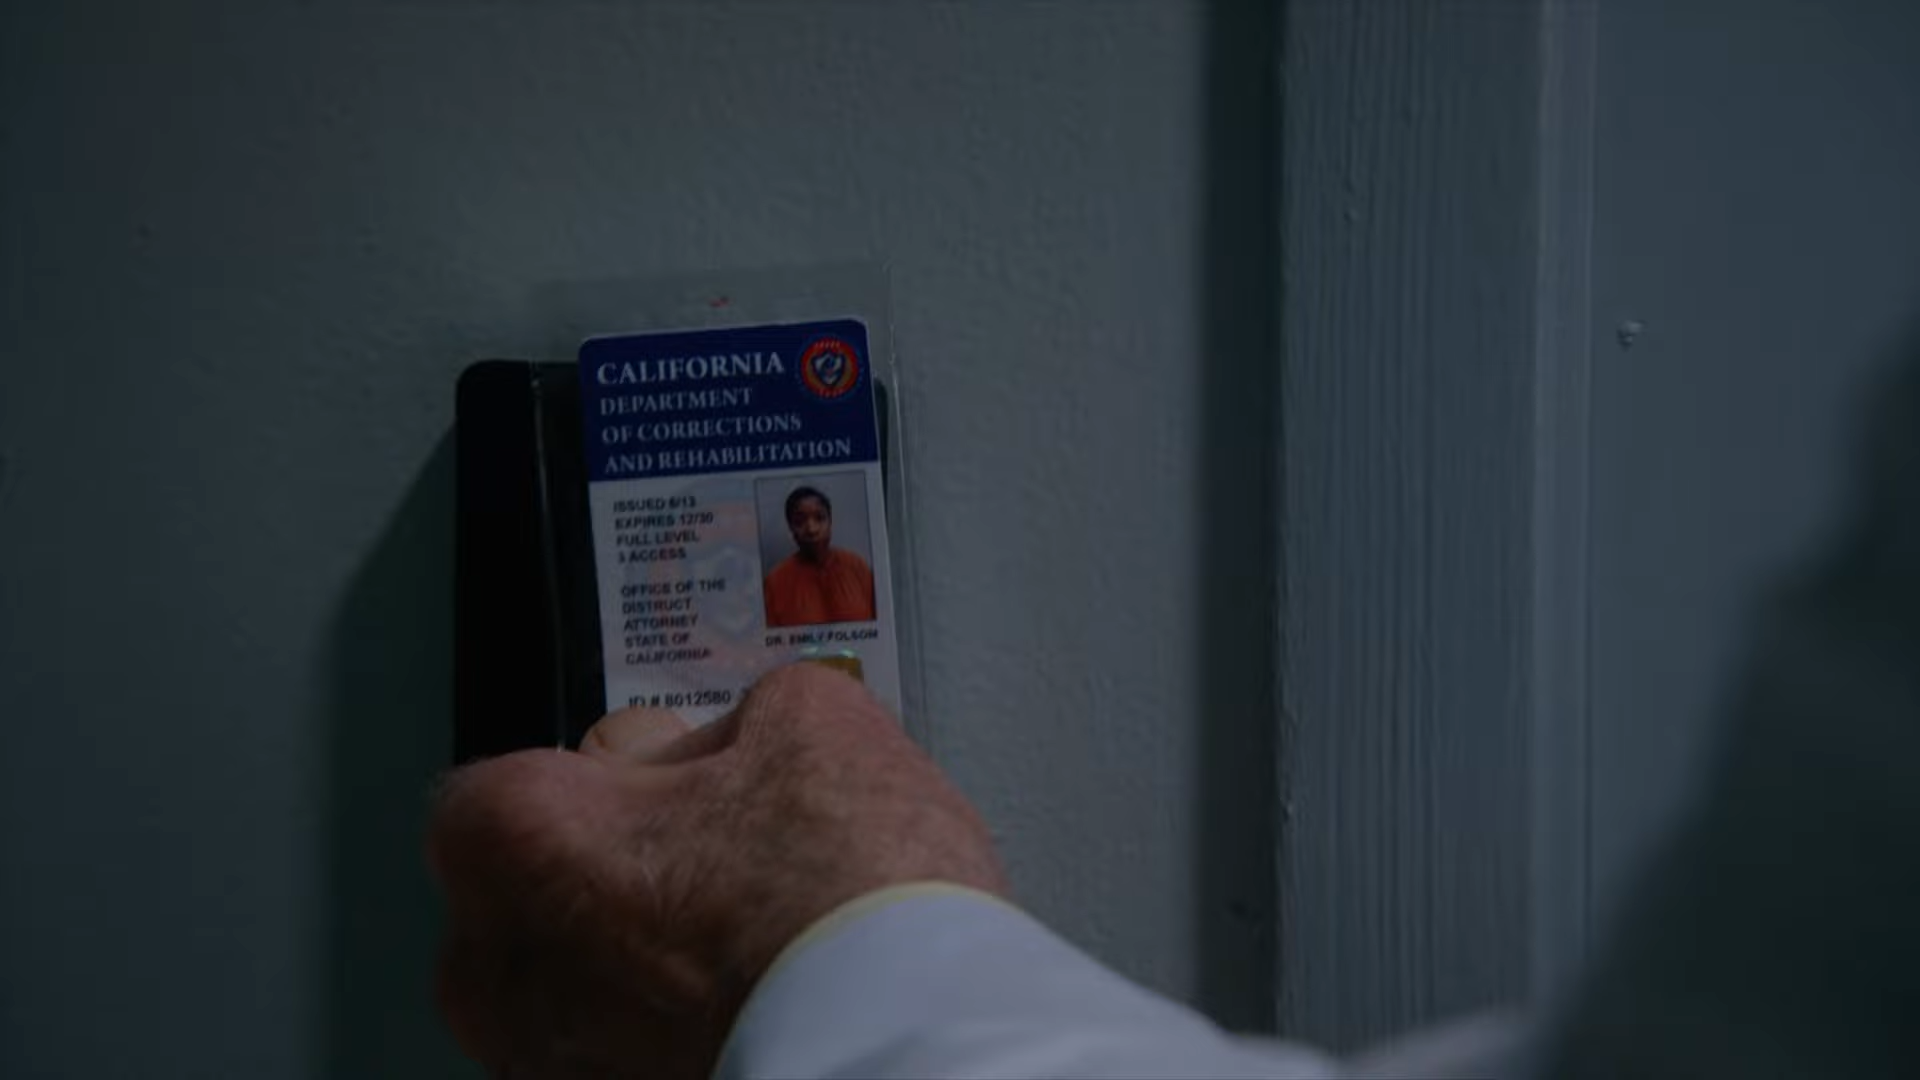 CALIFORNIA
DEPARTMENT
OF CORRECTIONS
AND REHABILITATION
ISSUED 6/13
EXPIRES 12/30
FULL LEVEL
3 ACCESS
OFFICE OF THE
DISTRUCT
ATTORNEY
STATE OF
CALIFORNIA
DR. EMILY FOLSOM
ID # 8012580